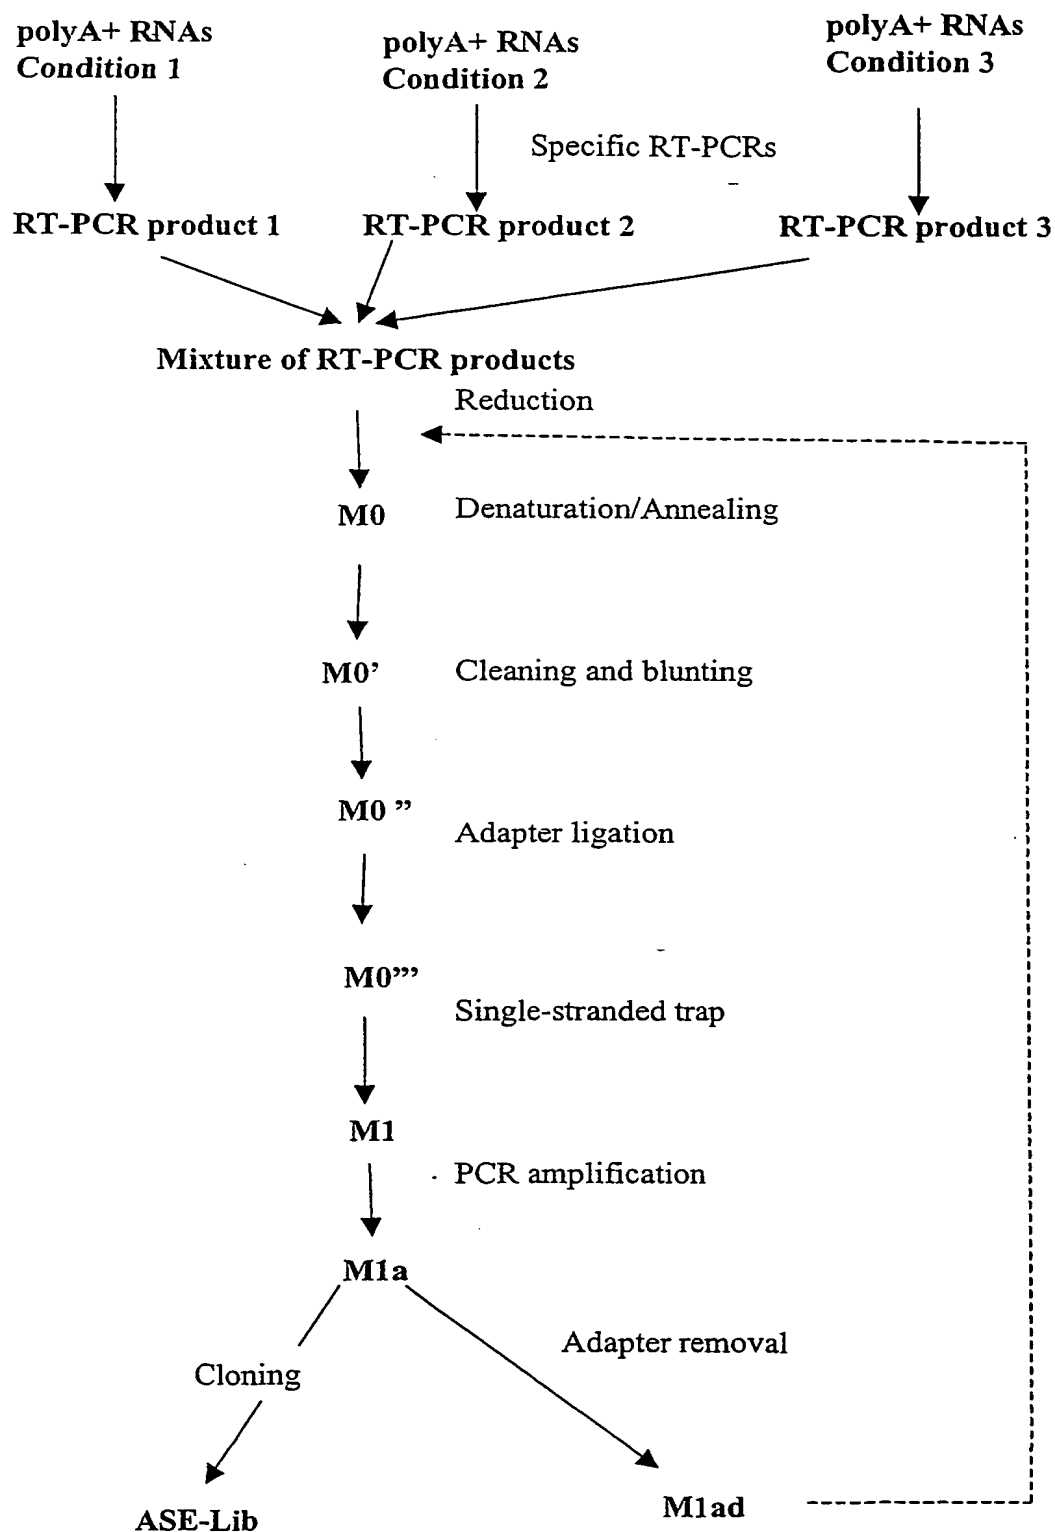 polyA+ RNAs
Condition 1
polyA+ RNAs
Condition 2
polyA+ RNAs
Condition 3
Specific RT-PCRs
RT-PCR product 1
RT-PCR product 2
RT-PCR product 3
Mixture of RT-PCR products
Reduction
M0
Denaturation/Annealing
M0’
Cleaning and blunting
M0 ”
Adapter ligation
M0”’
Single-stranded trap
M1
PCR amplification
M1a
Adapter removal
Cloning
M1ad
ASE-Lib